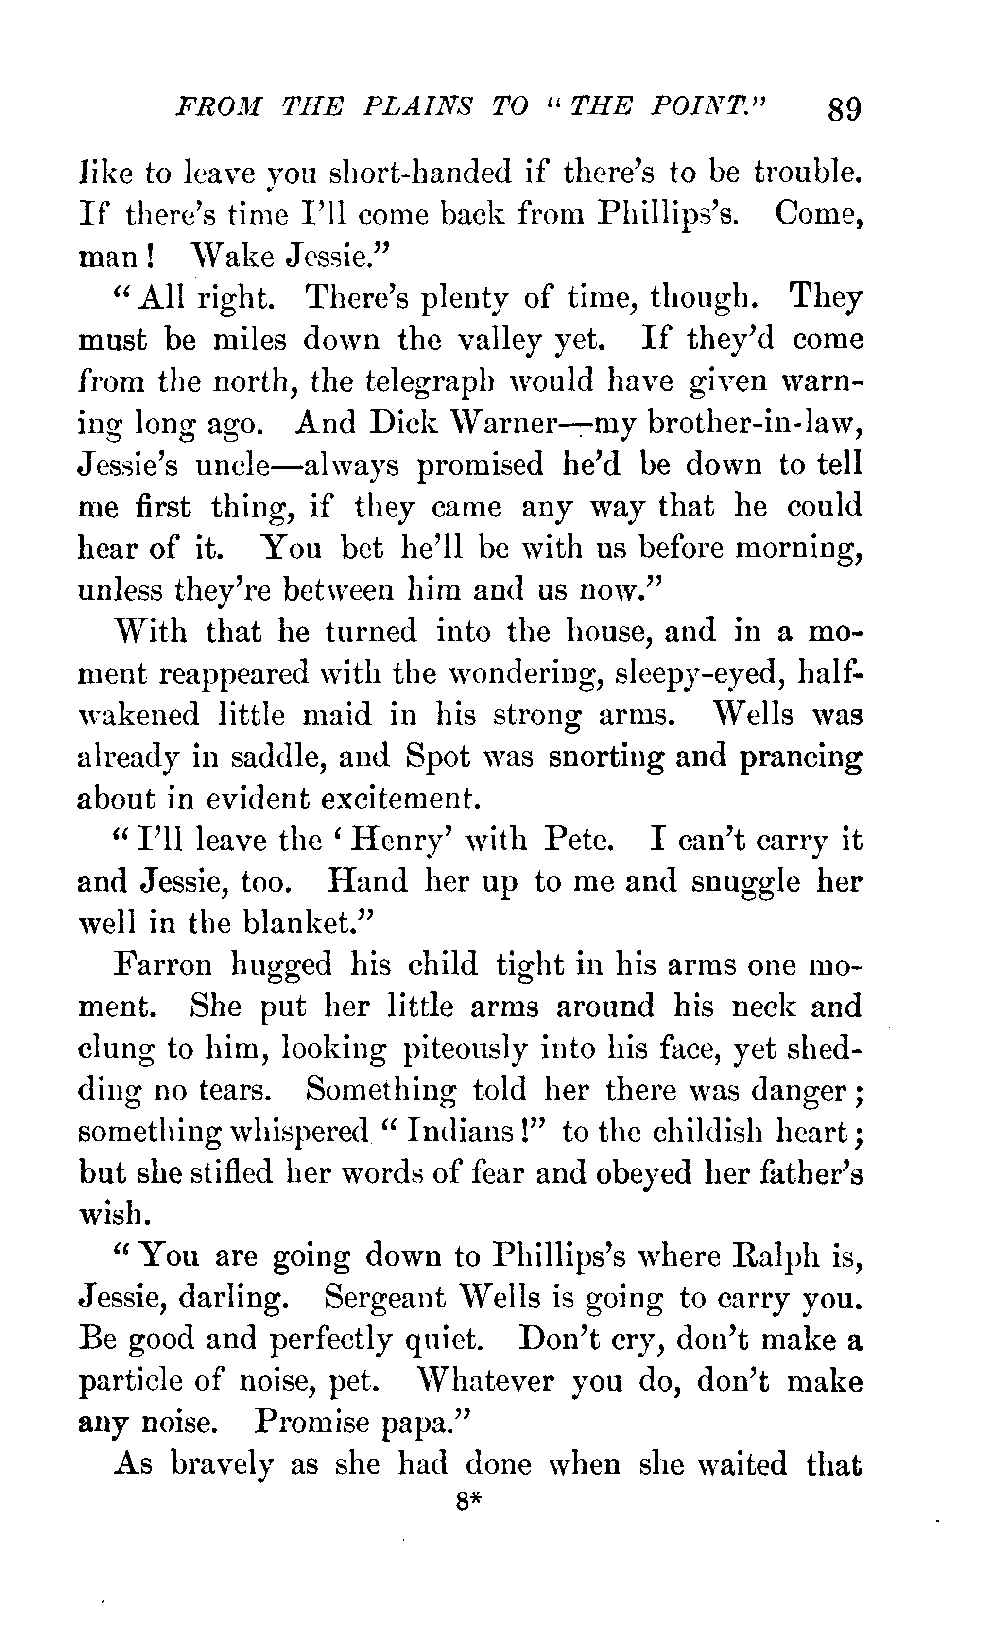 FROM THE PLAINS TO " THE POINT." 89
like to leave you short-handed if there's to be trouble.
If there's time I'll come back from Phillips's. Come,
man ! Wake Jessie."
" All right. There's plenty of time, though. They
must be miles down the valley yet. If they'd come
from the north, the telegraph would have given warn-
ing long ago. And Dick Warner—my brother-in-law,
Jessie's uncle—always promised he'd be down to tell
me first thing, if they came any way that he could
hear of it. You bet he'll be with us before morning,
unless they're between him and us now."
With that he turned into the house, and in a mo-
ment reappeared with the wondering, sleepy-eyed, half-
wakened little maid in his strong arms. Wells was
already in saddle, and Spot was snorting and prancing
about in evident excitement.
" I'll leave the ' Henry' with Pete. I can't carry it
and Jessie, too. Hand her up to me and snuggle her
well in the blanket."
Farron hugged his child tight in his arms one mo-
ment. She put her little arms around his neck and
clung to him, looking piteously into his face, yet shed-
ding no tears. Something told her there was danger ;
something whispered " Indians !" to the childish heart ;
but she stifled her words of fear and obeyed her father's
wish.
" You are going down to Phillips's where Ralph is,
Jessie, darling. Sergeant Wells is going to carry you.
Be good and perfectly quiet. Don't cry, don't make a
particle of noise, pet. Whatever you do, don't make
any noise. Promise papa."
As bravely as she had done when she waited that
8*